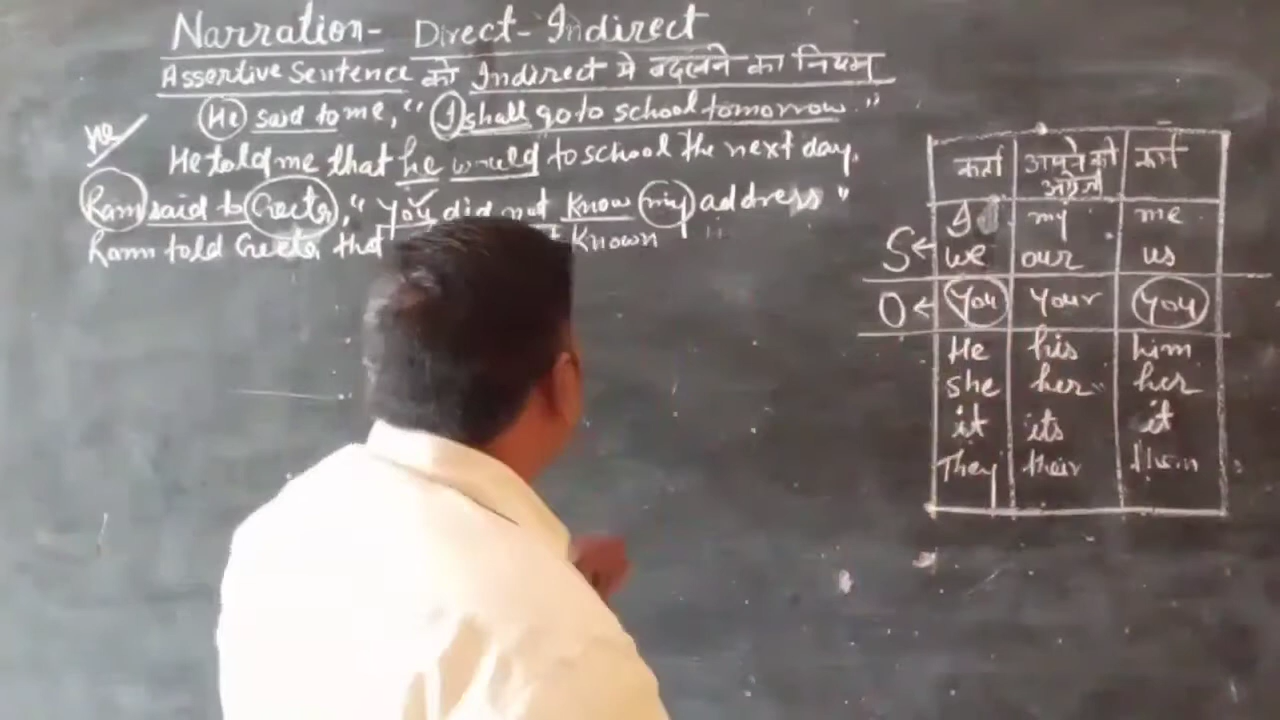 Narration- Direct-Indirect
Assertive Sentence को Indirect में बदलने का नियम
He said to me, "I shall go to school tomorrow."
He
He told me that he would to school the next day.
Ram said to Geeta, "You did not know my address"
Ram told Geeta that Known
कर्ता कर्म
I my me
S ← we our us
O ← You Your You
He his him
she her her
it its it
They their them